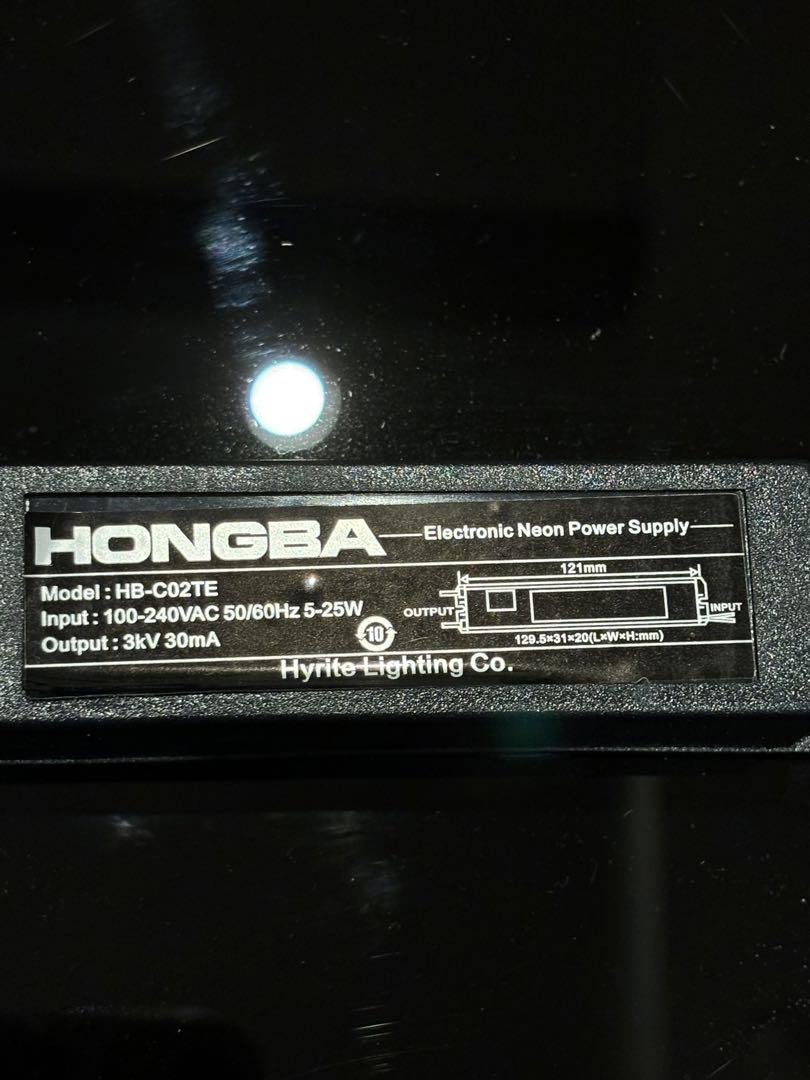 HONGBA
Electronic Neon Power Supply
Model : HB-C02TE
Input : 100-240VAC 50/60Hz 5-25W
Output : 3kV 30mA
10
121mm
OUTPUT
INPUT
129.5×31×20(L×W×H:mm)
Hyrite Lighting Co.